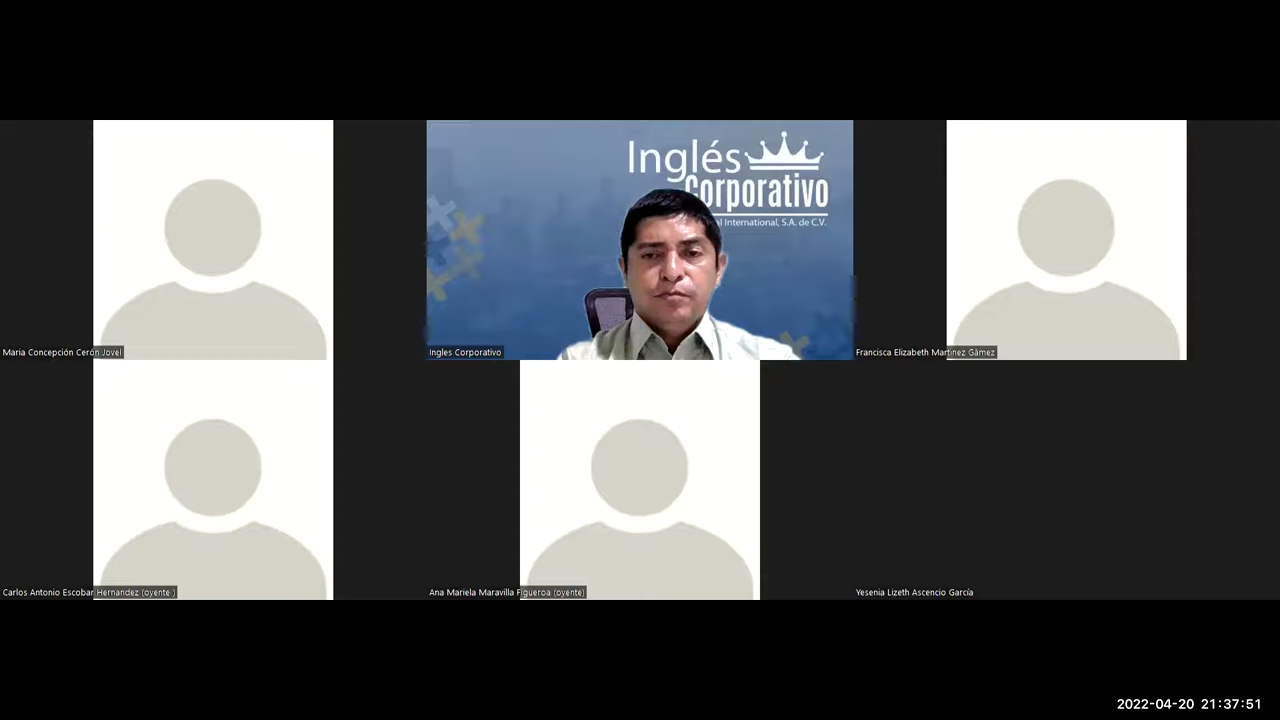 Inglés
Corporativo
al International, S.A. de C.V.
Maria Concepción Cerón Jovel
Ingles Corporativo
Francisca Elizabeth Martinez Gámez
Carlos Antonio Escobar Hernandez (oyente )
Ana Mariela Maravilla Figueroa (oyente)
Yesenia Lizeth Ascencio García
2022-04-20 21:37:51